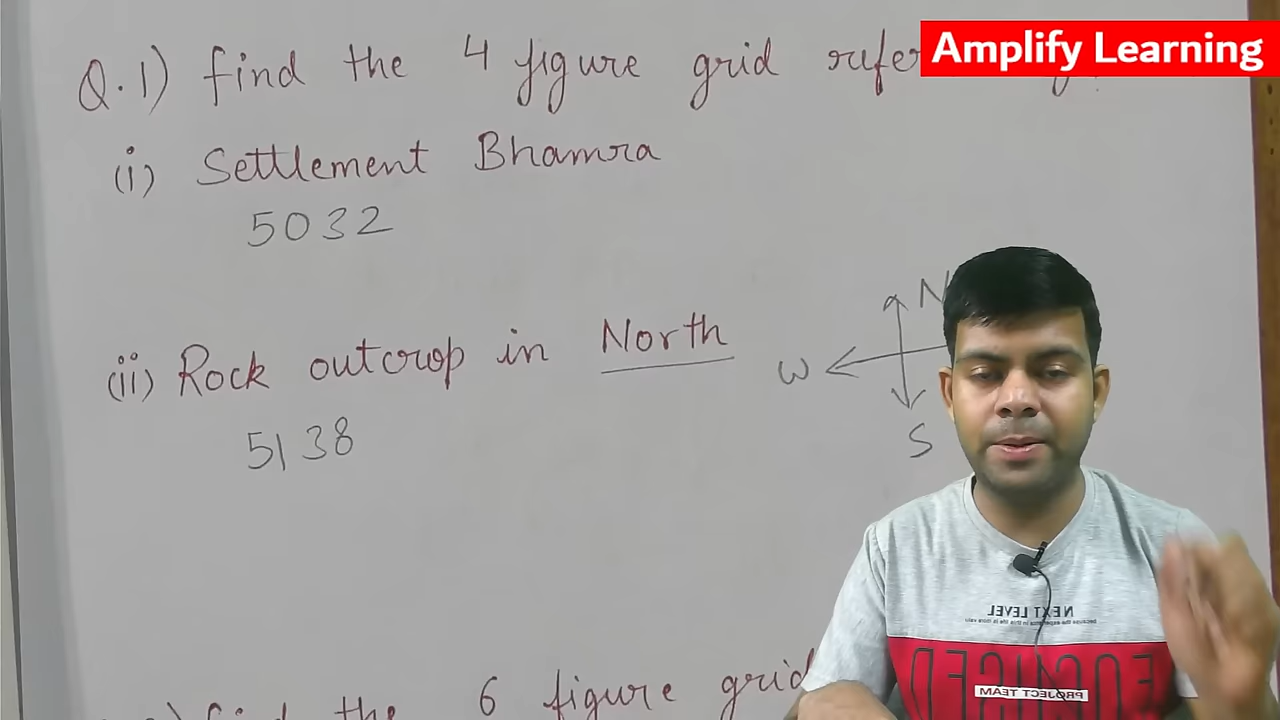 Amplify Learning
Q.1) find the 4 figure grid
(i) Settlement Bhamra
5032
(ii) Rock outcrop in North
5138
N
W
S
NEXT LEVEL
FOCUSED
PROJECT TEAM
6 figure grid